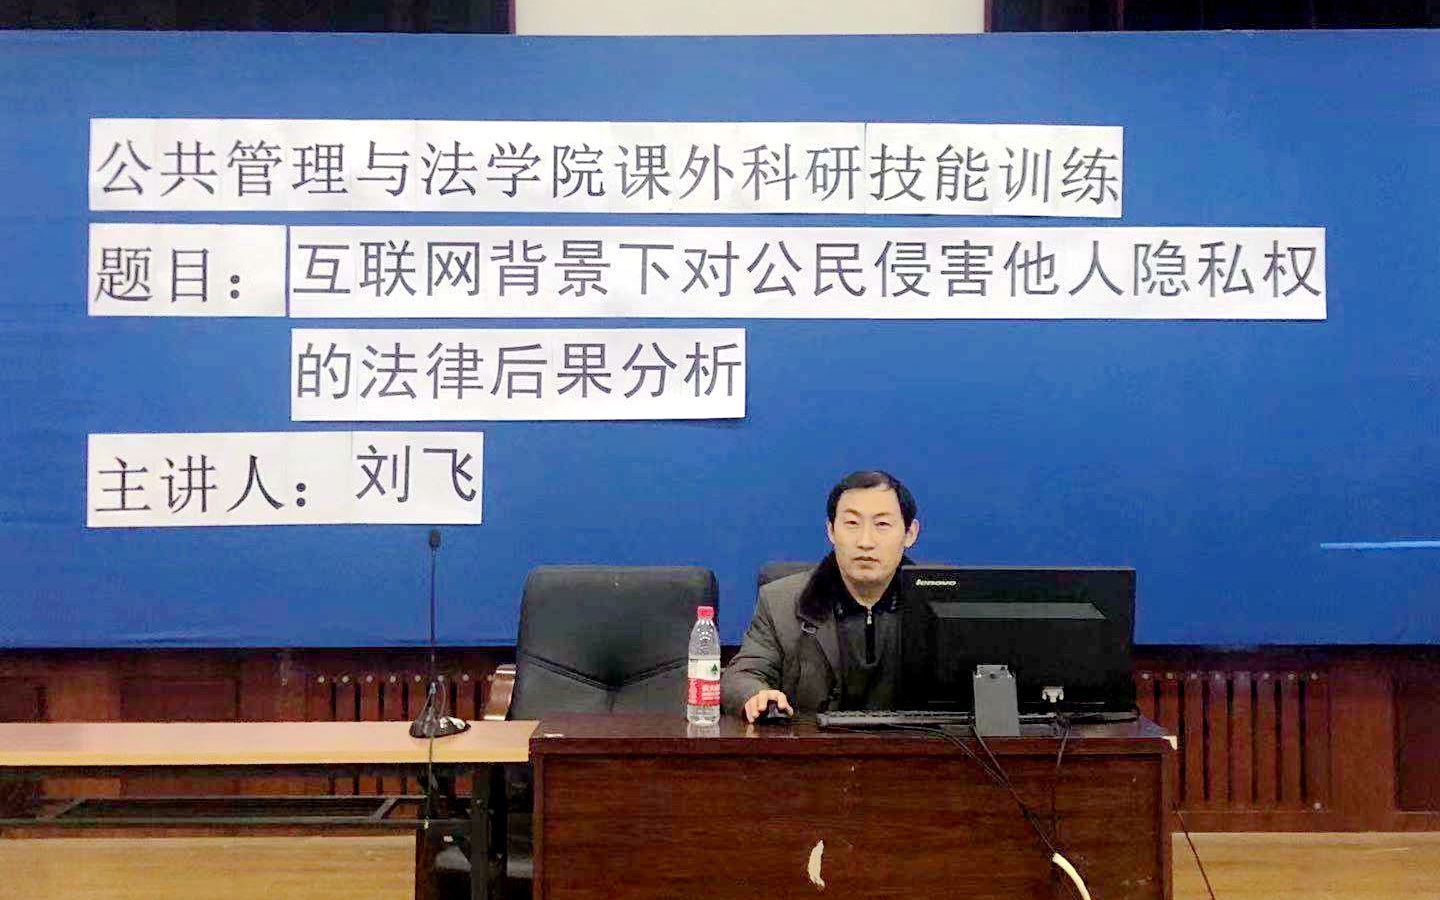 公共管理与法学院课外科研技能训练
题目：互联网背景下对公民侵害他人隐私权
的法律后果分析
主讲人：刘飞
lenovo